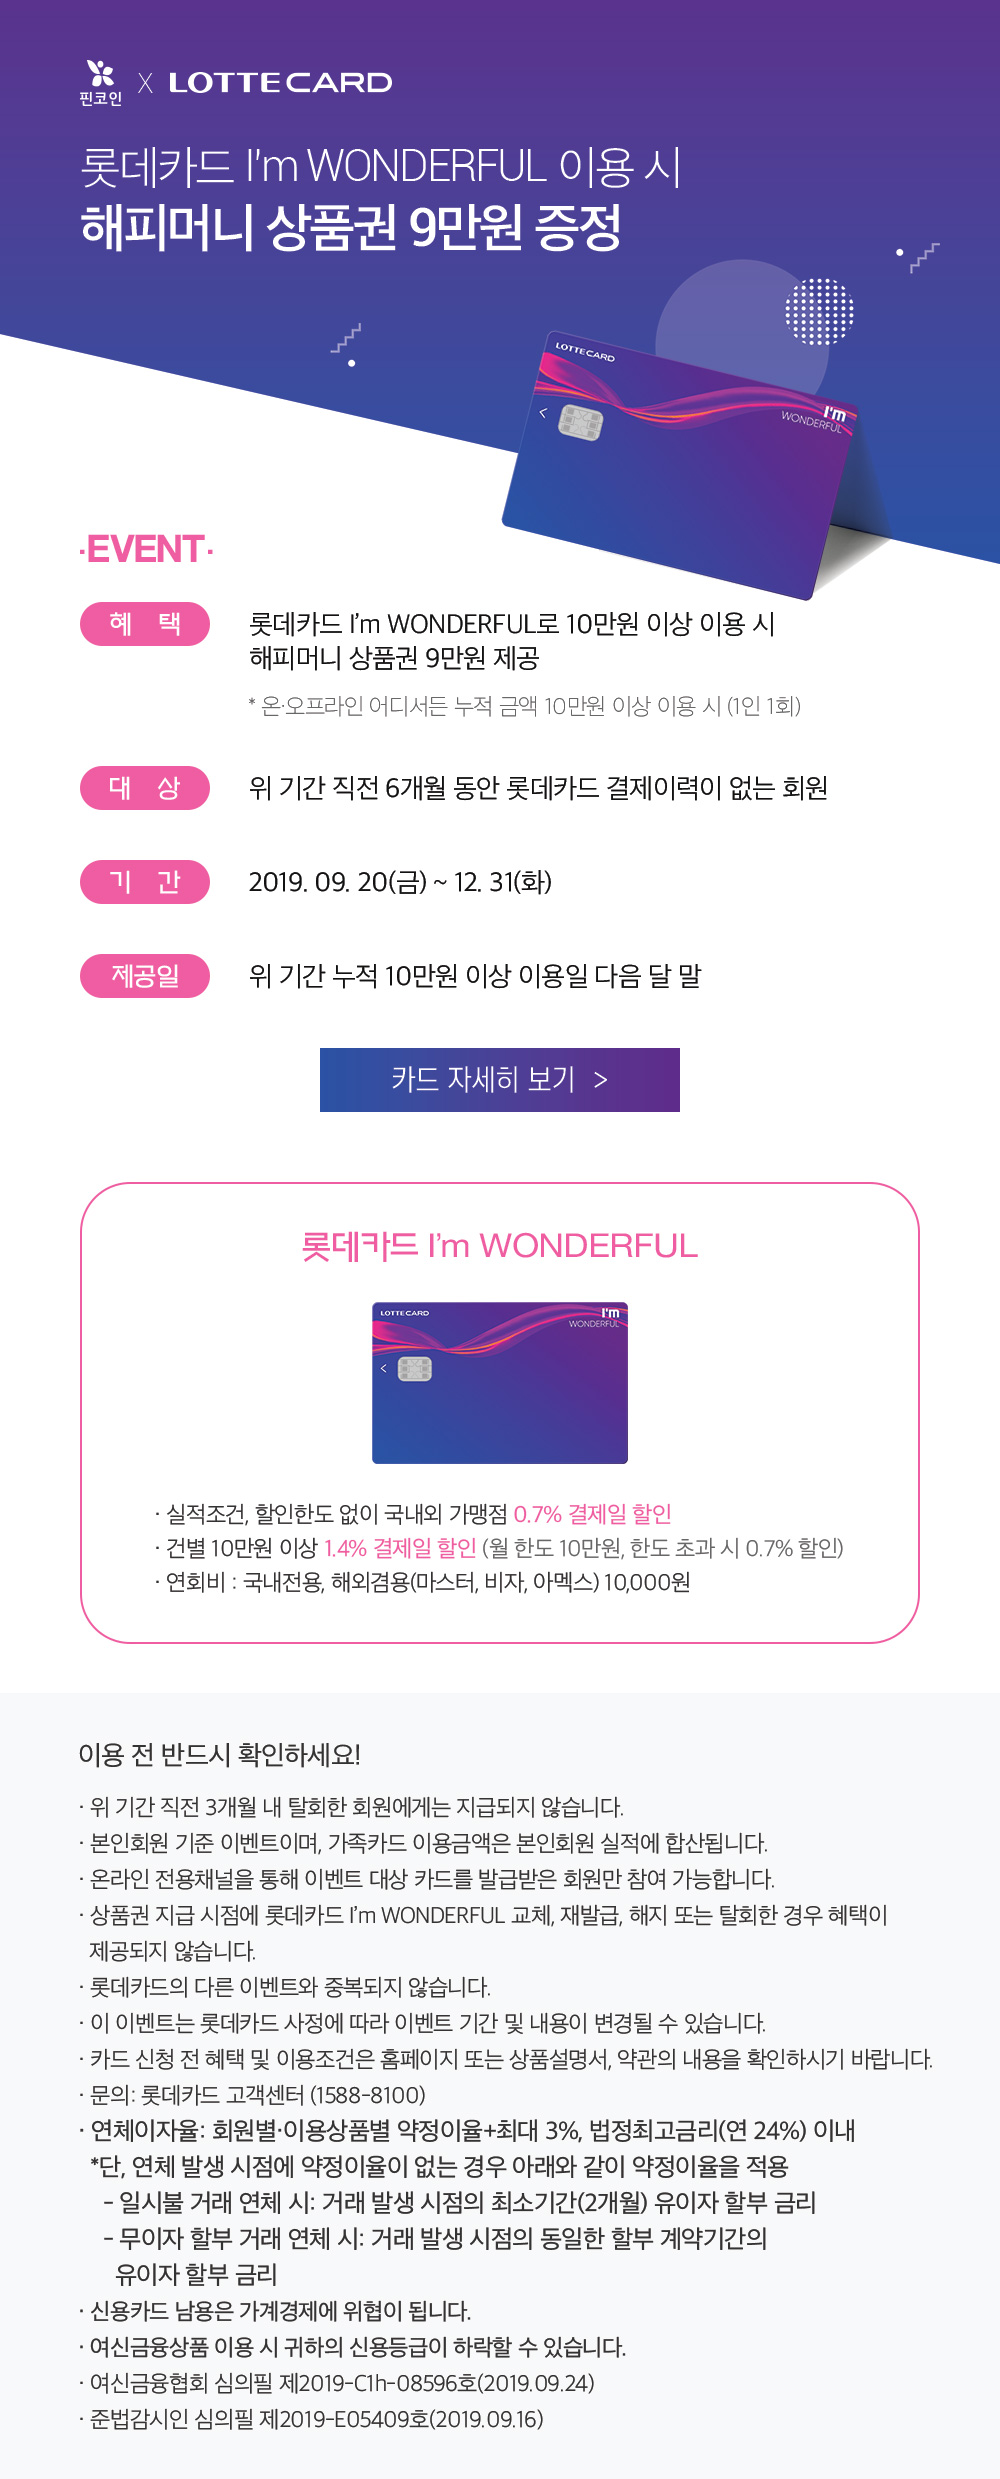 핀코인 X LOTTE CARD
롯데카드 I'm WONDERFUL 이용 시
해피머니 상품권 9만원 증정
LOTTE CARD
I'm
WONDERFUL
·EVENT·
혜 택
롯데카드 I'm WONDERFUL로 10만원 이상 이용 시
해피머니 상품권 9만원 제공
* 온·오프라인 어디서든 누적 금액 10만원 이상 이용 시 (1인 1회)
대 상
위 기간 직전 6개월 동안 롯데카드 결제이력이 없는 회원
기 간
2019. 09. 20(금) ~ 12. 31(화)
제공일
위 기간 누적 10만원 이상 이용일 다음 달 말
카드 자세히 보기 >
롯데카드 I'm WONDERFUL
LOTTE CARD
I'm
WONDERFUL
· 실적조건, 할인한도 없이 국내외 가맹점 0.7% 결제일 할인
· 건별 10만원 이상 1.4% 결제일 할인 (월 한도 10만원, 한도 초과 시 0.7% 할인)
· 연회비 : 국내전용, 해외겸용(마스터, 비자, 아멕스) 10,000원
이용 전 반드시 확인하세요!
· 위 기간 직전 3개월 내 탈회한 회원에게는 지급되지 않습니다.
· 본인회원 기준 이벤트이며, 가족카드 이용금액은 본인회원 실적에 합산됩니다.
· 온라인 전용채널을 통해 이벤트 대상 카드를 발급받은 회원만 참여 가능합니다.
· 상품권 지급 시점에 롯데카드 I'm WONDERFUL 교체, 재발급, 해지 또는 탈회한 경우 혜택이
제공되지 않습니다.
· 롯데카드의 다른 이벤트와 중복되지 않습니다.
· 이 이벤트는 롯데카드 사정에 따라 이벤트 기간 및 내용이 변경될 수 있습니다.
· 카드 신청 전 혜택 및 이용조건은 홈페이지 또는 상품설명서, 약관의 내용을 확인하시기 바랍니다.
· 문의: 롯데카드 고객센터 (1588-8100)
· 연체이자율: 회원별·이용상품별 약정이율+최대 3%, 법정최고금리(연 24%) 이내
*단, 연체 발생 시점에 약정이율이 없는 경우 아래와 같이 약정이율을 적용
- 일시불 거래 연체 시: 거래 발생 시점의 최소기간(2개월) 유이자 할부 금리
- 무이자 할부 거래 연체 시: 거래 발생 시점의 동일한 할부 계약기간의
유이자 할부 금리
· 신용카드 남용은 가계경제에 위협이 됩니다.
· 여신금융상품 이용 시 귀하의 신용등급이 하락할 수 있습니다.
· 여신금융협회 심의필 제2019-C1h-08596호(2019.09.24)
· 준법감시인 심의필 제2019-E05409호(2019.09.16)